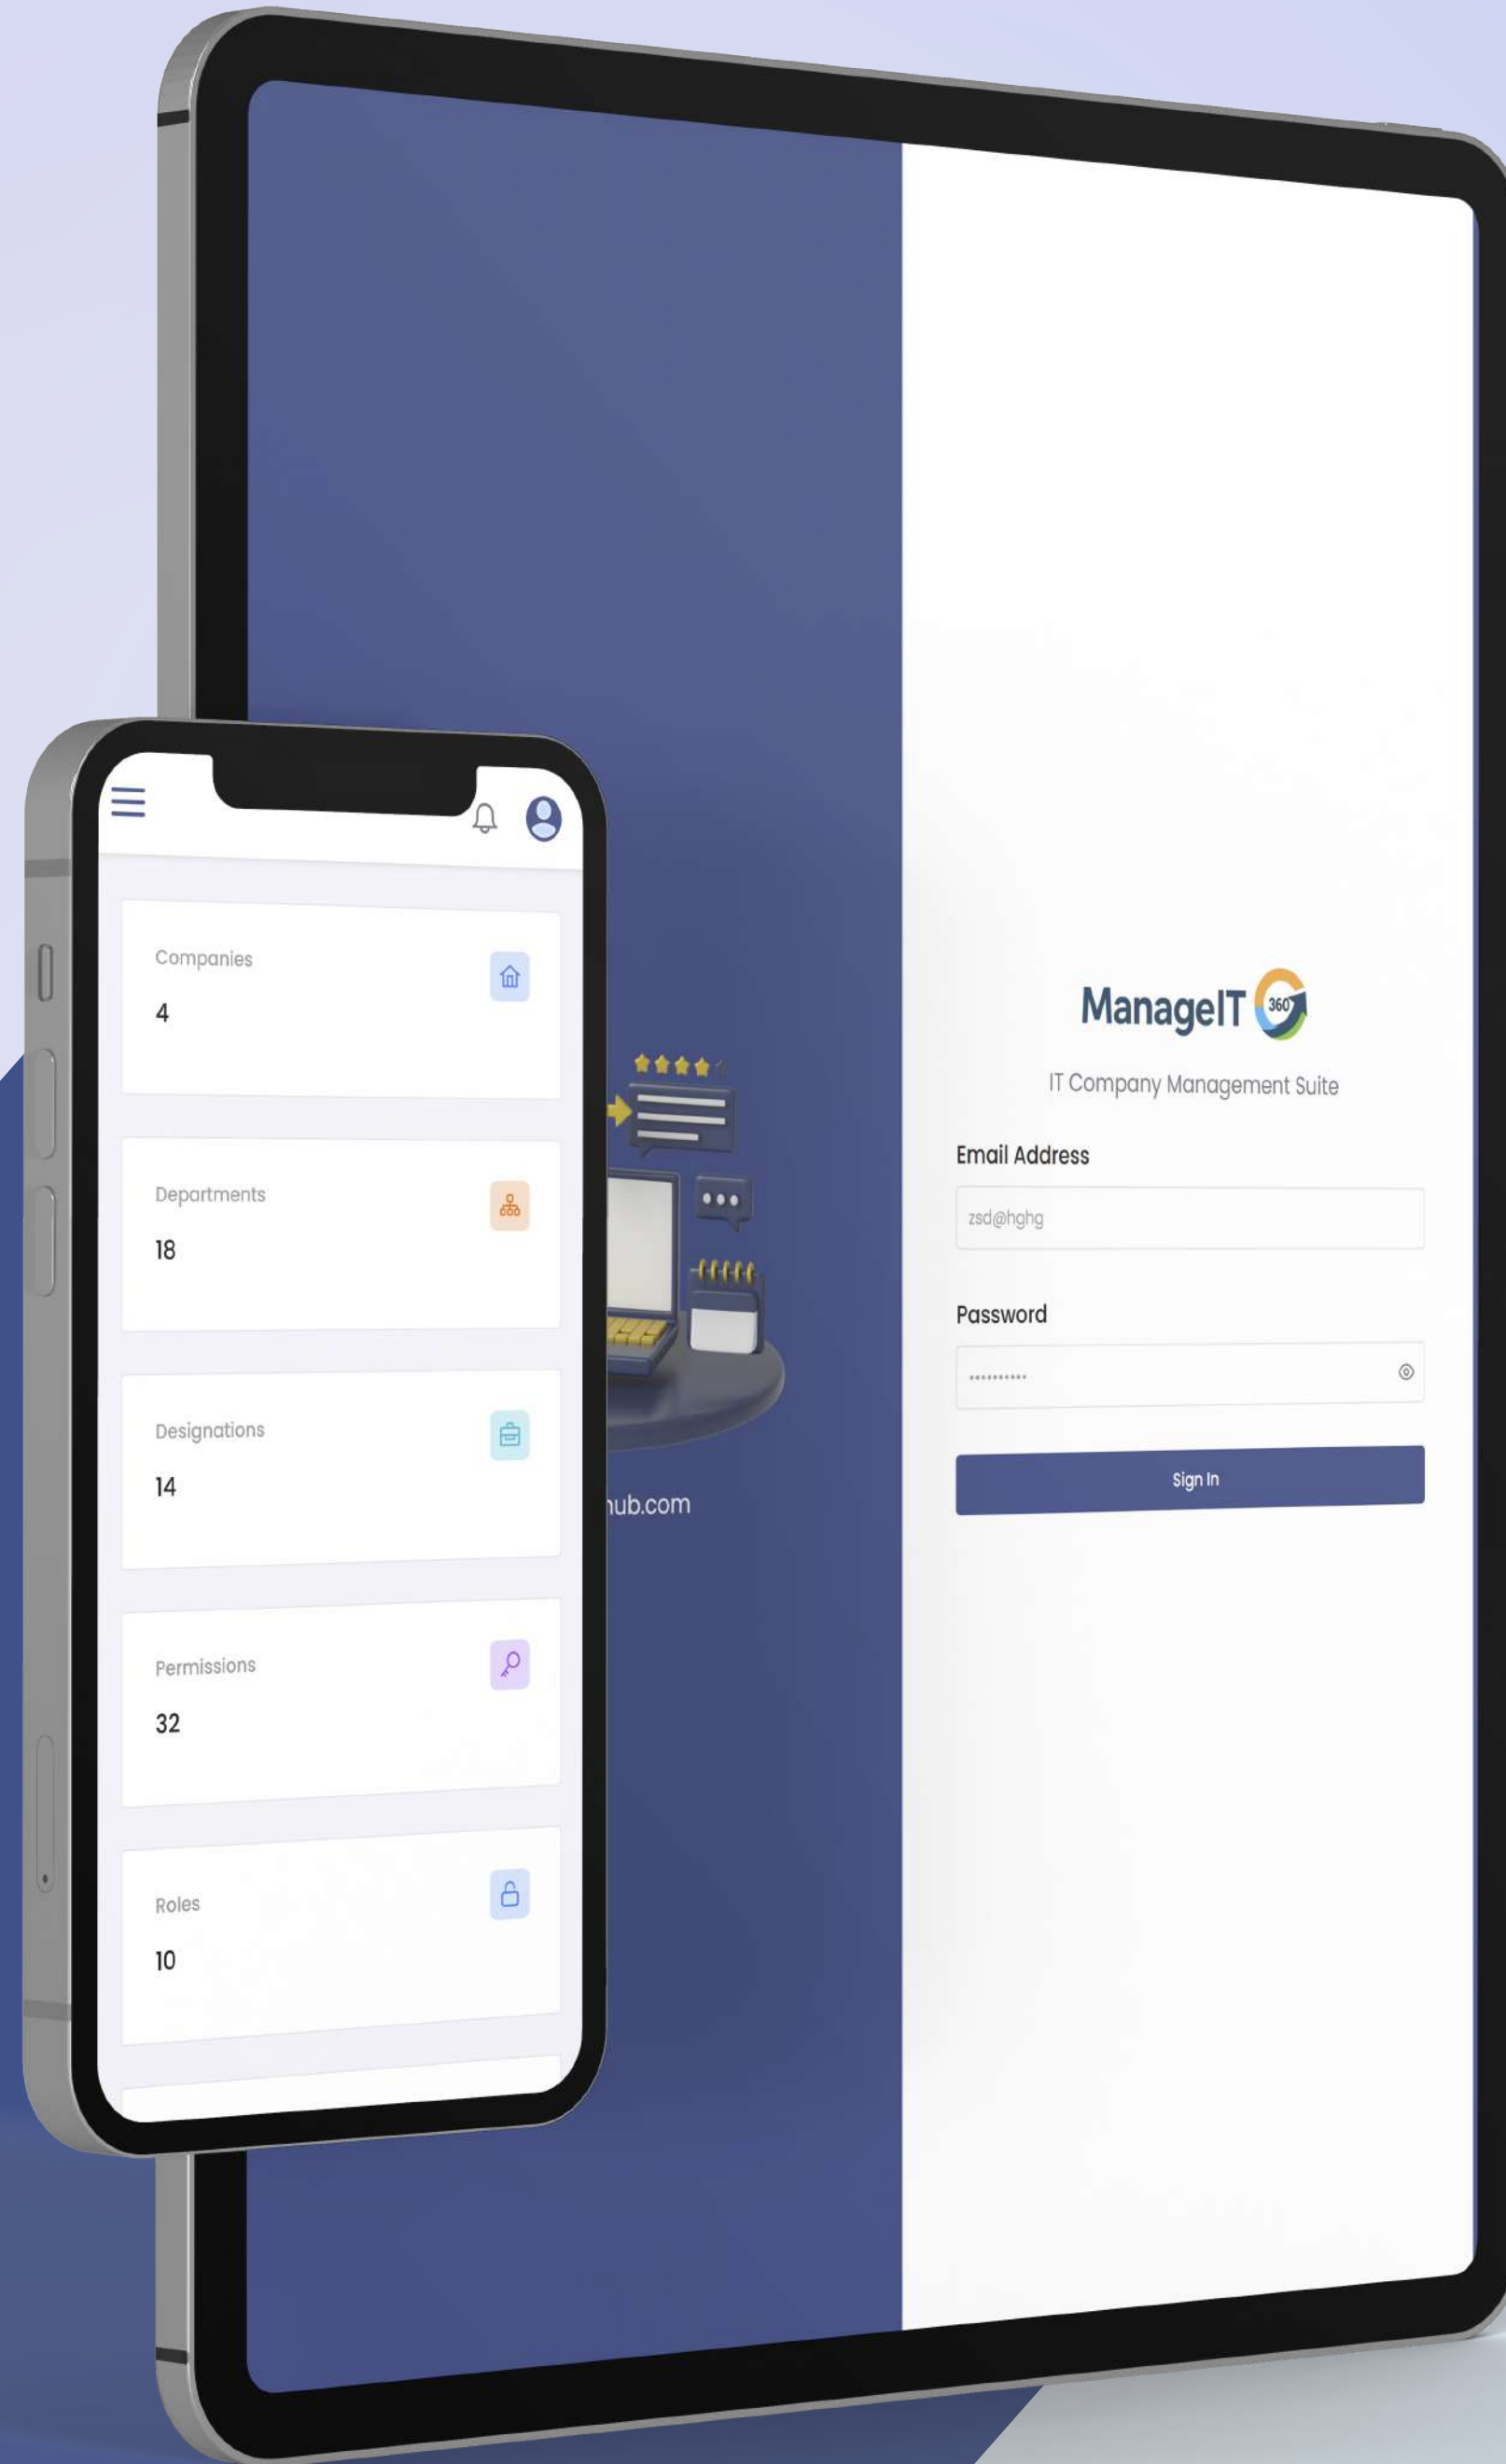 Companies
4
Departments
18
Designations
14
Permissions
32
Roles
10
hub.com
ManageIT 360
IT Company Management Suite
Email Address
zsd@hghg
Password
••••••••••
Sign In